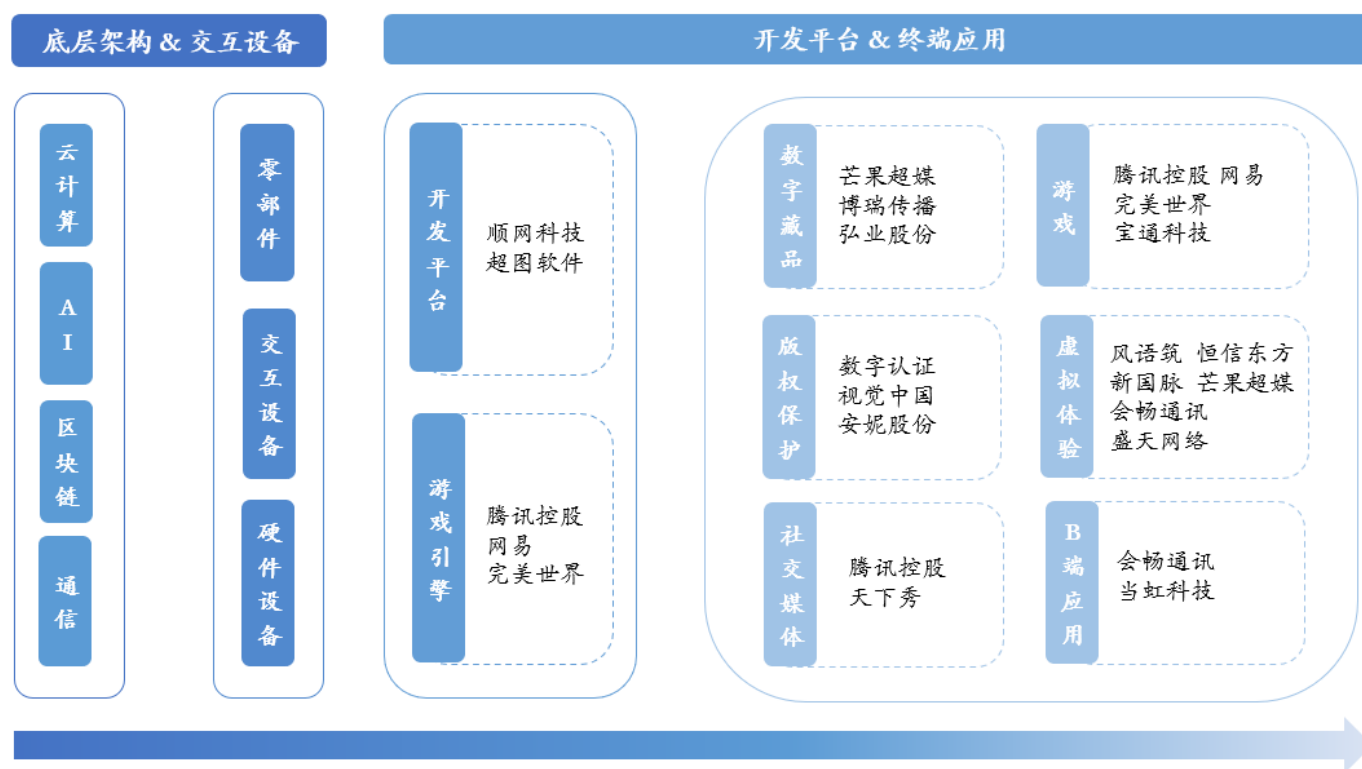 底层架构 & 交互设备
开发平台 & 终端应用
云计算
AI
区块链
通信
零部件
交互设备
硬件设备
开发平台
顺网科技
超图软件
游戏引擎
腾讯控股
网易
完美世界
数字藏品
芒果超媒
博瑞传播
弘业股份
游戏
腾讯控股 网易
完美世界
宝通科技
版权保护
数字认证
视觉中国
安妮股份
虚拟体验
风语筑 恒信东方
新国脉 芒果超媒
会畅通讯
盛天网络
社交媒体
腾讯控股
天下秀
B端应用
会畅通讯
当虹科技